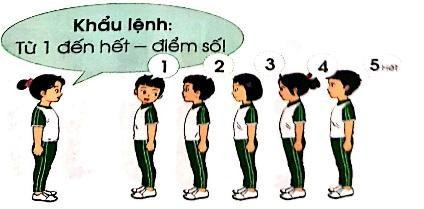 Khẩu lệnh:
Từ 1 đến hết – điểm số!
1 2 3 4 5 Hết